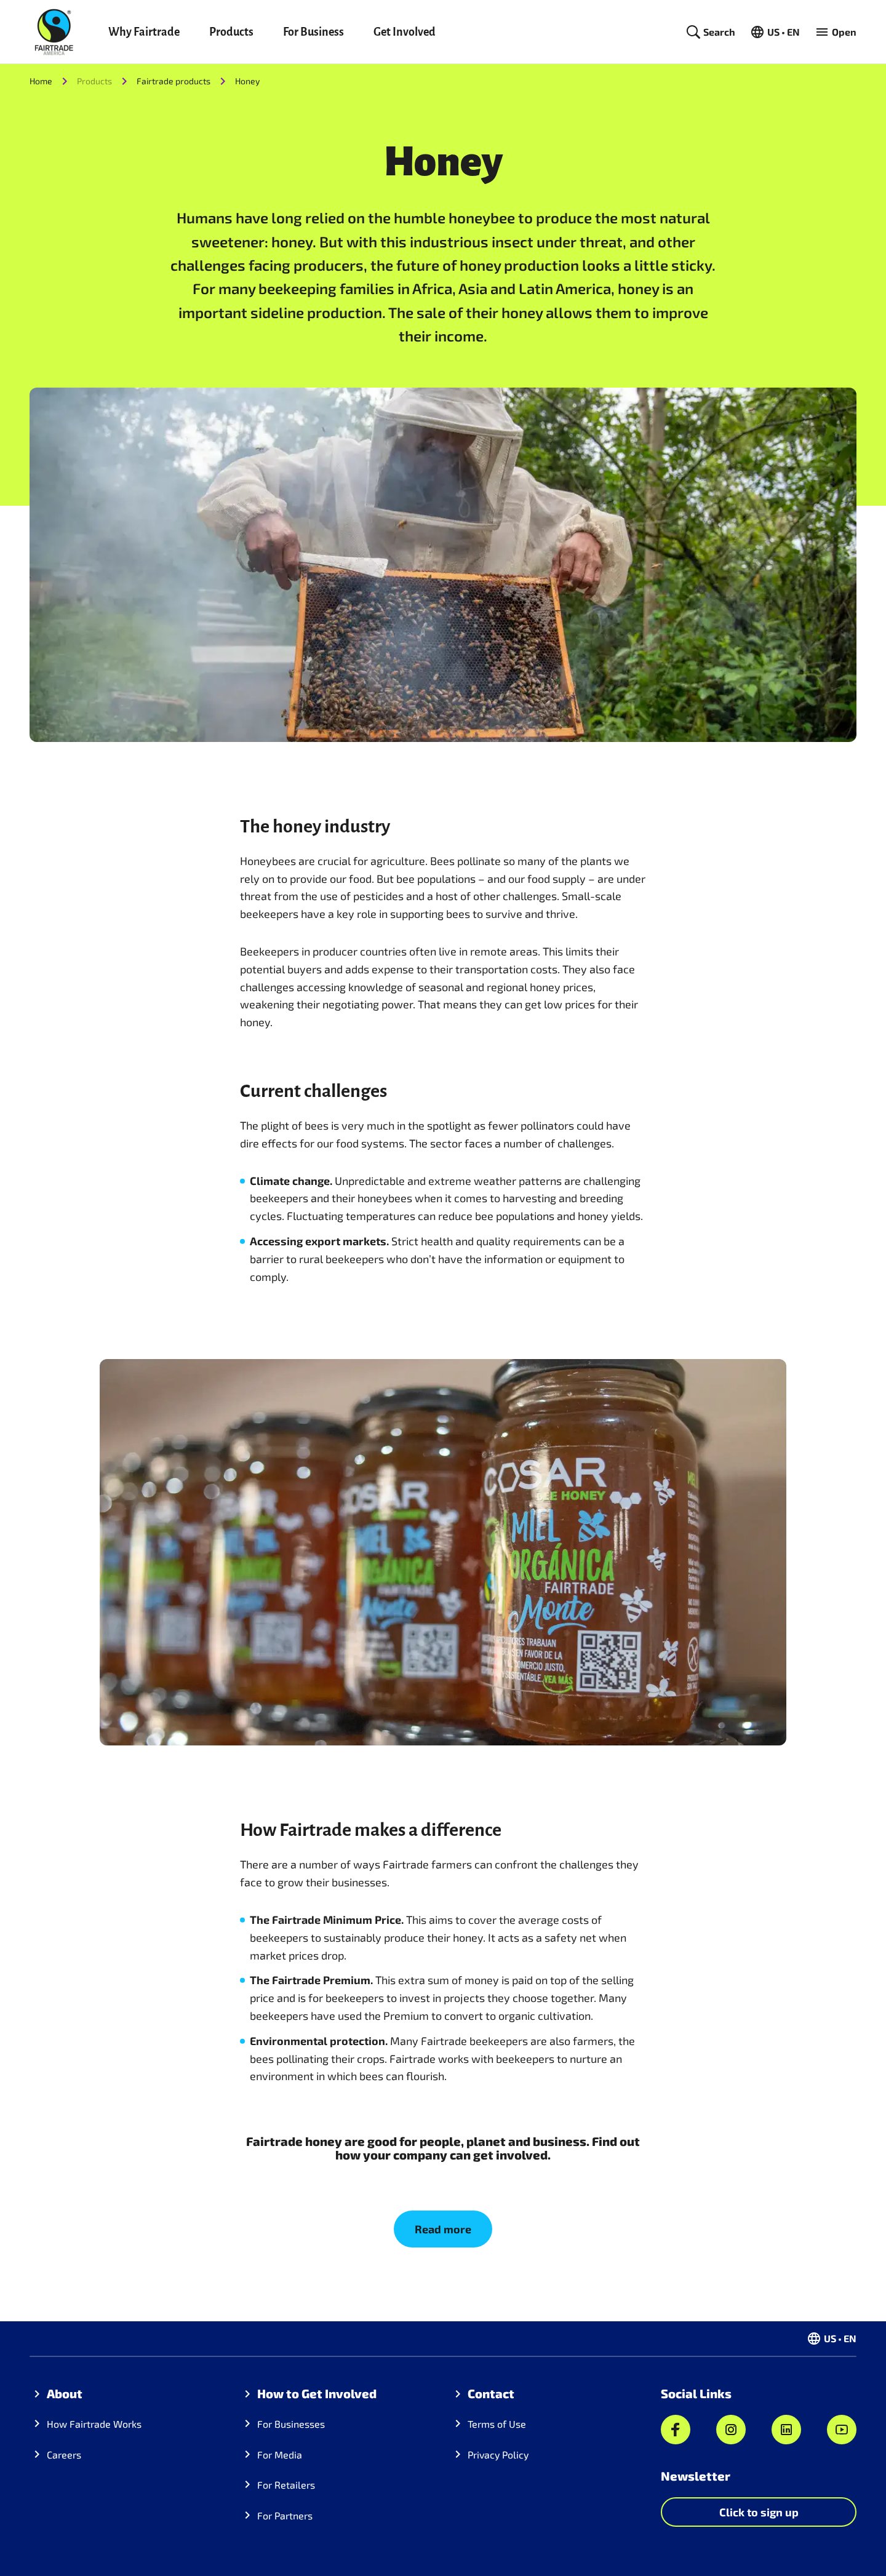 FAIRTRADE
AMERICA
Why Fairtrade
Products
For Business
Get Involved
Search
US • EN
Open
Home
Products
Fairtrade products
Honey
Honey
Humans have long relied on the humble honeybee to produce the most natural
sweetener: honey. But with this industrious insect under threat, and other
challenges facing producers, the future of honey production looks a little sticky.
For many beekeeping families in Africa, Asia and Latin America, honey is an
important sideline production. The sale of their honey allows them to improve
their income.
The honey industry
Honeybees are crucial for agriculture. Bees pollinate so many of the plants we
rely on to provide our food. But bee populations – and our food supply – are under
threat from the use of pesticides and a host of other challenges. Small-scale
beekeepers have a key role in supporting bees to survive and thrive.
Beekeepers in producer countries often live in remote areas. This limits their
potential buyers and adds expense to their transportation costs. They also face
challenges accessing knowledge of seasonal and regional honey prices,
weakening their negotiating power. That means they can get low prices for their
honey.
Current challenges
The plight of bees is very much in the spotlight as fewer pollinators could have
dire effects for our food systems. The sector faces a number of challenges.
Climate change. Unpredictable and extreme weather patterns are challenging
beekeepers and their honeybees when it comes to harvesting and breeding
cycles. Fluctuating temperatures can reduce bee populations and honey yields.
Accessing export markets. Strict health and quality requirements can be a
barrier to rural beekeepers who don't have the information or equipment to
comply.
COSAR
HONEY
MIEL
ORGÁNICA
FAIRTRADE
Monte
TRABAJAN
EN FAVOR DE LA
COMERCIO JUSTO,
VEA MÁS
How Fairtrade makes a difference
There are a number of ways Fairtrade farmers can confront the challenges they
face to grow their businesses.
The Fairtrade Minimum Price. This aims to cover the average costs of
beekeepers to sustainably produce their honey. It acts as a safety net when
market prices drop.
The Fairtrade Premium. This extra sum of money is paid on top of the selling
price and is for beekeepers to invest in projects they choose together. Many
beekeepers have used the Premium to convert to organic cultivation.
Environmental protection. Many Fairtrade beekeepers are also farmers, the
bees pollinating their crops. Fairtrade works with beekeepers to nurture an
environment in which bees can flourish.
Fairtrade honey are good for people, planet and business. Find out
how your company can get involved.
Read more
US • EN
About
How Fairtrade Works
Careers
How to Get Involved
For Businesses
For Media
For Retailers
For Partners
Contact
Terms of Use
Privacy Policy
Social Links
Newsletter
Click to sign up